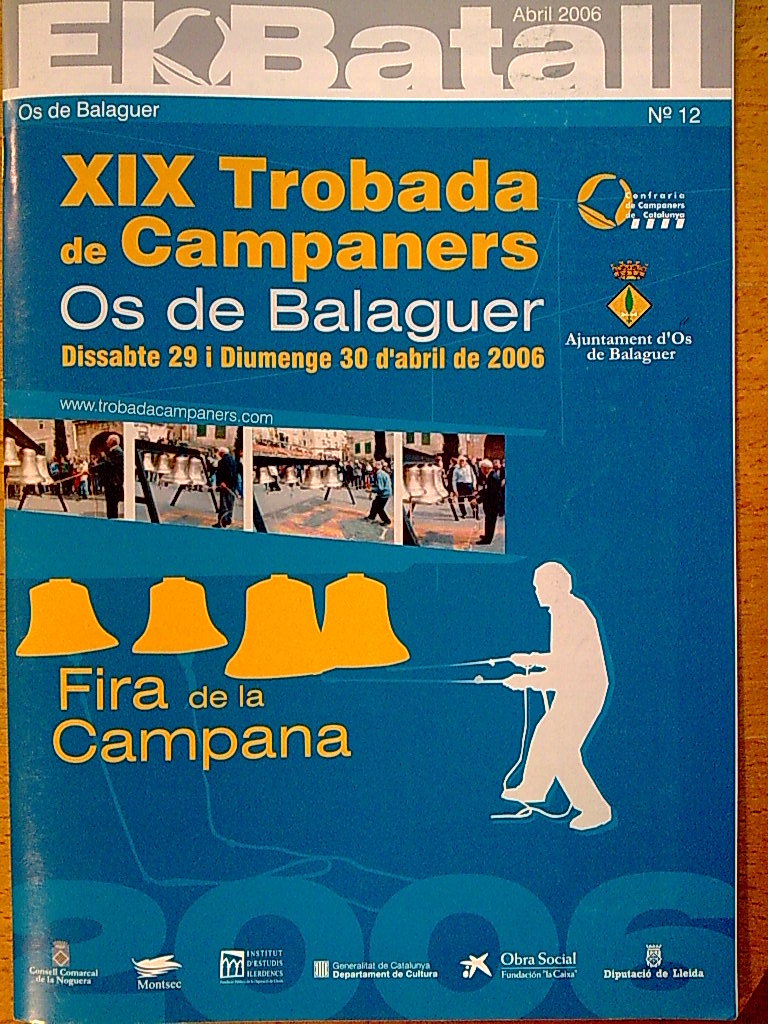 Abril 2006
El Batall
Os de Balaguer
Nº 12
XIX Trobada
de Campaners
Os de Balaguer
Dissabte 29 i Diumenge 30 d'abril de 2006
Confraria
de Campaners
de Catalunya
Ajuntament d'Os
de Balaguer
www.trobadacampaners.com
Fira de la
Campana
2006
Consell Comarcal
de la Noguera
Montsec
INSTITUT
D'ESTUDIS
ILERDENCS
Generalitat de Catalunya
Departament de Cultura
Obra Social
Fundación "la Caixa"
Diputació de Lleida